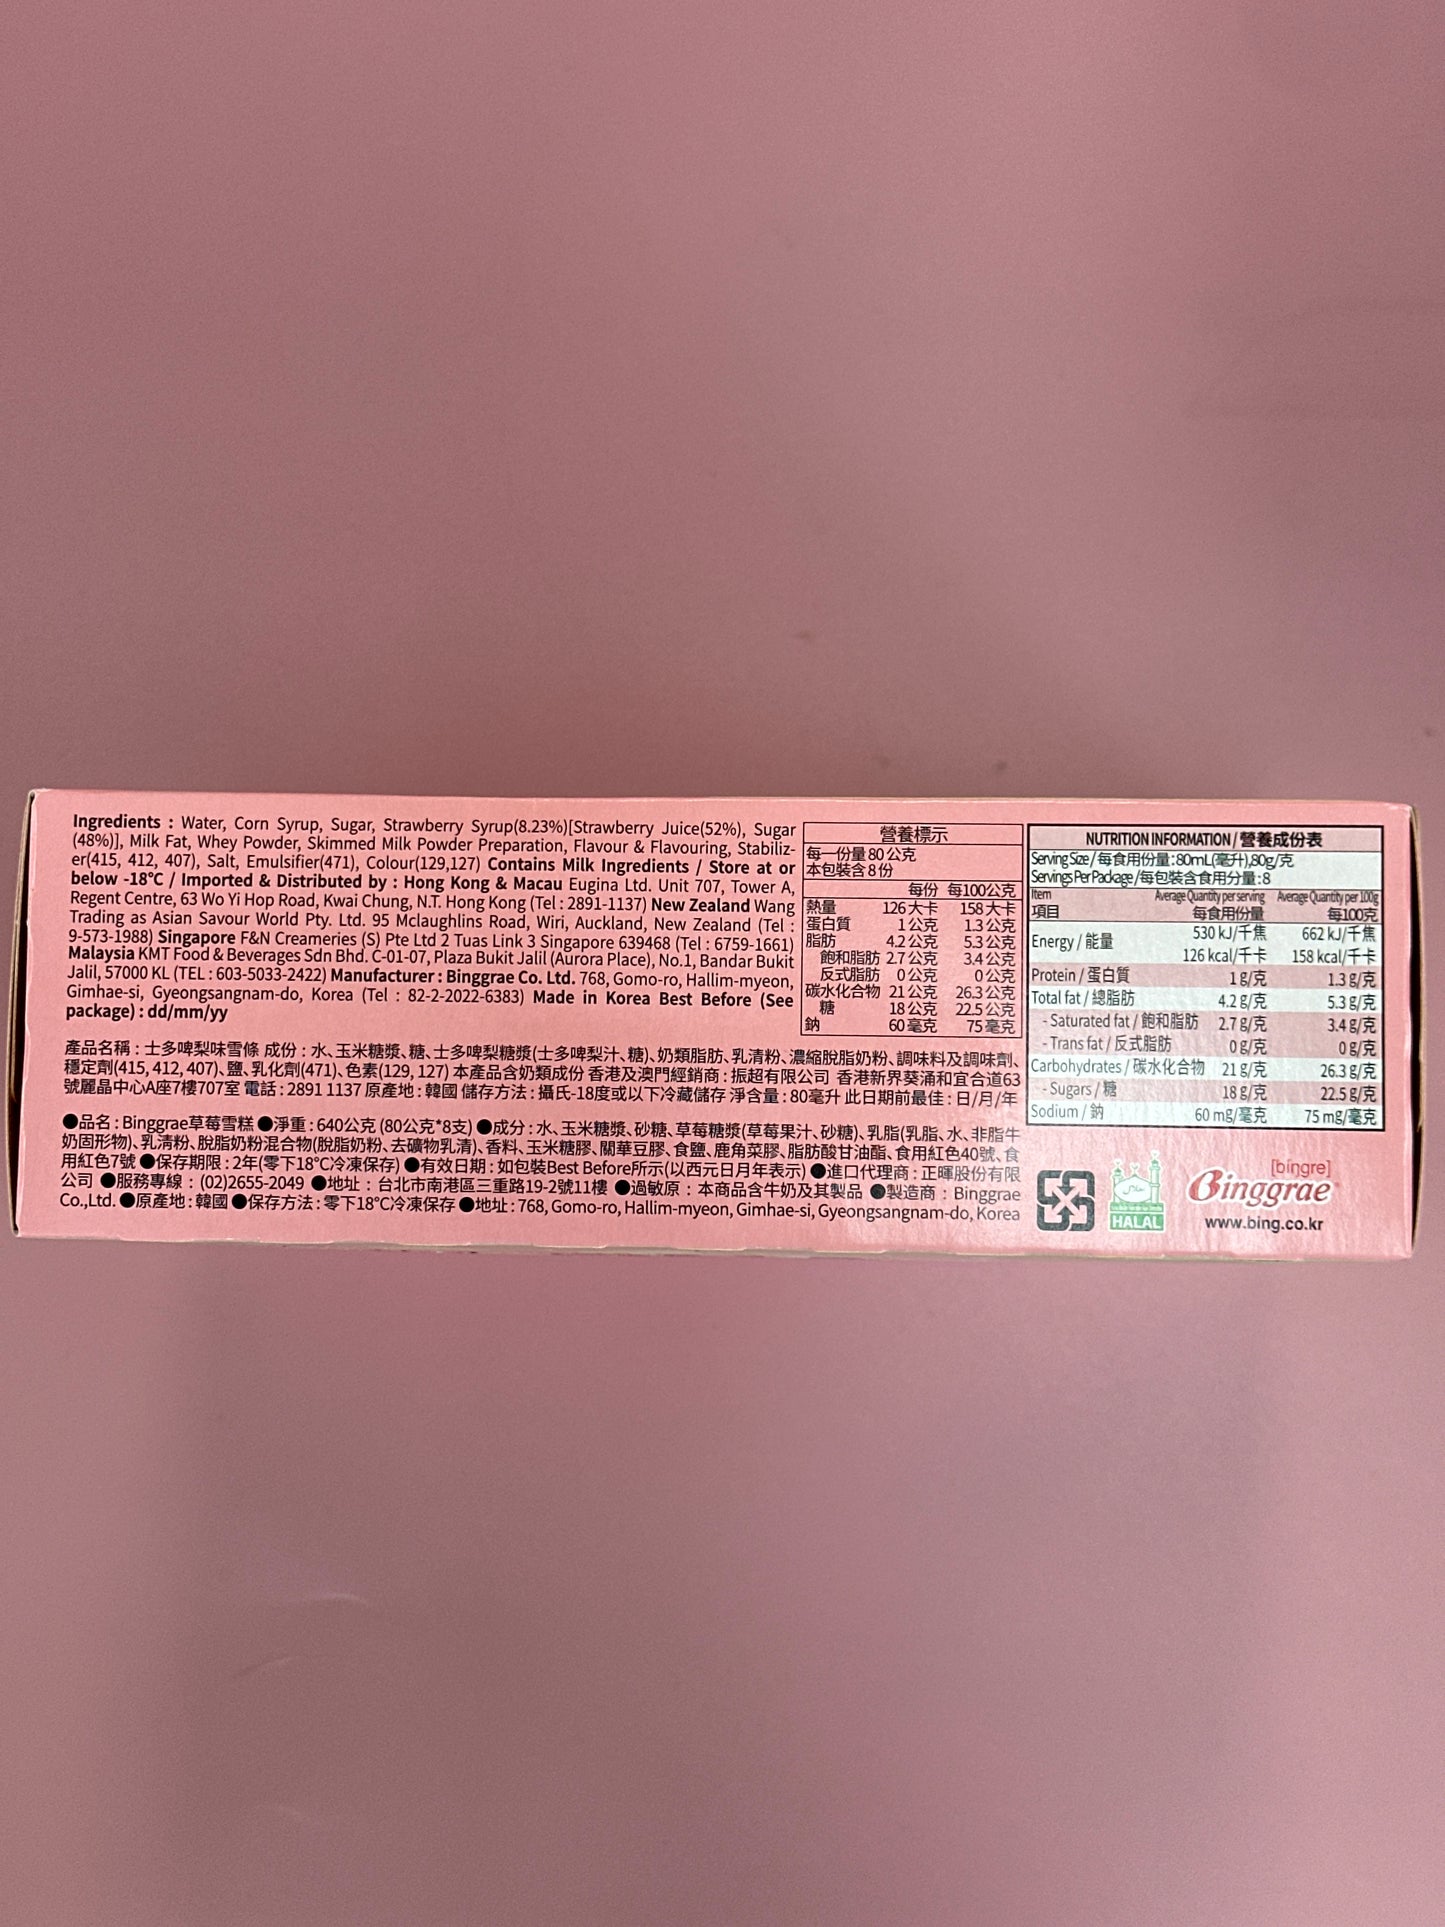 Ingredients : Water, Corn Syrup, Sugar, Strawberry Syrup(8.23%)[Strawberry Juice(52%), Sugar
(48%)], Milk Fat, Whey Powder, Skimmed Milk Powder Preparation, Flavour & Flavouring, Stabiliz-
er(415, 412, 407), Salt, Emulsifier(471), Colour(129,127) Contains Milk Ingredients / Store at or
below -18°C / Imported & Distributed by : Hong Kong & Macau Eugina Ltd. Unit 707, Tower A,
Regent Centre, 63 Wo Yi Hop Road, Kwai Chung, N.T. Hong Kong (Tel : 2891-1137) New Zealand Wang
Trading as Asian Savour World Pty. Ltd. 95 Mclaughlins Road, Wiri, Auckland, New Zealand (Tel :
9-573-1988) Singapore F&N Creameries (S) Pte Ltd 2 Tuas Link 3 Singapore 639468 (Tel : 6759-1661)
Malaysia KMT Food & Beverages Sdn Bhd. C-01-07, Plaza Bukit Jalil (Aurora Place), No.1, Bandar Bukit
Jalil, 57000 KL (TEL : 603-5033-2422) Manufacturer : Binggrae Co. Ltd. 768, Gomo-ro, Hallim-myeon,
Gimhae-si, Gyeongsangnam-do, Korea (Tel : 82-2-2022-6383) Made in Korea Best Before (See
package) : dd/mm/yy
營養標示
每一份量 80 公克
本包裝含 8 份
每份 每100公克
熱量 126 大卡 158 大卡
蛋白質 1 公克 1.3 公克
脂肪 4.2 公克 5.3 公克
飽和脂肪 2.7 公克 3.4 公克
反式脂肪 0 公克 0 公克
碳水化合物 21 公克 26.3 公克
糖 18 公克 22.5 公克
鈉 60 毫克 75 毫克
NUTRITION INFORMATION / 營養成份表
Serving Size / 每食用份量 : 80mL(毫升),80g/克
Servings Per Package / 每包裝含食用分量 : 8
Item Average Quantity per serving Average Quantity per 100g
項目 每食用份量 每100克
Energy / 能量 530 kJ/千焦 662 kJ/千焦
126 kcal/千卡 158 kcal/千卡
Protein / 蛋白質 1 g/克 1.3 g/克
Total fat / 總脂肪 4.2 g/克 5.3 g/克
- Saturated fat / 飽和脂肪 2.7 g/克 3.4 g/克
- Trans fat / 反式脂肪 0 g/克 0 g/克
Carbohydrates / 碳水化合物 21 g/克 26.3 g/克
- Sugars / 糖 18 g/克 22.5 g/克
Sodium / 鈉 60 mg/毫克 75 mg/毫克
產品名稱 : 士多啤梨味雪條 成份 : 水、玉米糖漿、糖、士多啤梨糖漿(士多啤梨汁、糖)、奶類脂肪、乳清粉、濃縮脫脂奶粉、調味料及調味劑、
穩定劑(415, 412, 407)、鹽、乳化劑(471)、色素(129, 127) 本產品含奶類成份 香港及澳門經銷商 : 振超有限公司 香港新界葵涌和宜合道63
號麗晶中心A座7樓707室 電話 : 2891 1137 原產地 : 韓國 儲存方法 : 攝氏-18度或以下冷藏儲存 淨含量 : 80毫升 此日期前最佳 : 日/月/年
●品名 : Binggrae草莓雪糕 ●淨重 : 640公克 (80公克*8支) ●成分 : 水、玉米糖漿、砂糖、草莓糖漿(草莓果汁、砂糖)、乳脂(乳脂、水、非脂牛
奶固形物)、乳清粉、脫脂奶粉混合物(脫脂奶粉、去礦物乳清)、香料、玉米糖膠、關華豆膠、食鹽、鹿角菜膠、脂肪酸甘油酯、食用紅色40號、食
用紅色7號 ●保存期限 : 2年(零下18°C冷凍保存) ●有效日期 : 如包裝Best Before所示(以西元日月年表示) ●進口代理商 : 正暉股份有限
公司 ●服務專線 : (02)2655-2049 ●地址 : 台北市南港區三重路19-2號11樓 ●過敏原 : 本商品含牛奶及其製品 ●製造商 : Binggrae
Co.,Ltd. ●原產地 : 韓國 ●保存方法 : 零下18°C冷凍保存 ●地址 : 768, Gomo-ro, Hallim-myeon, Gimhae-si, Gyeongsangnam-do, Korea
HALAL
[bíngre]
Binggrae
www.bing.co.kr